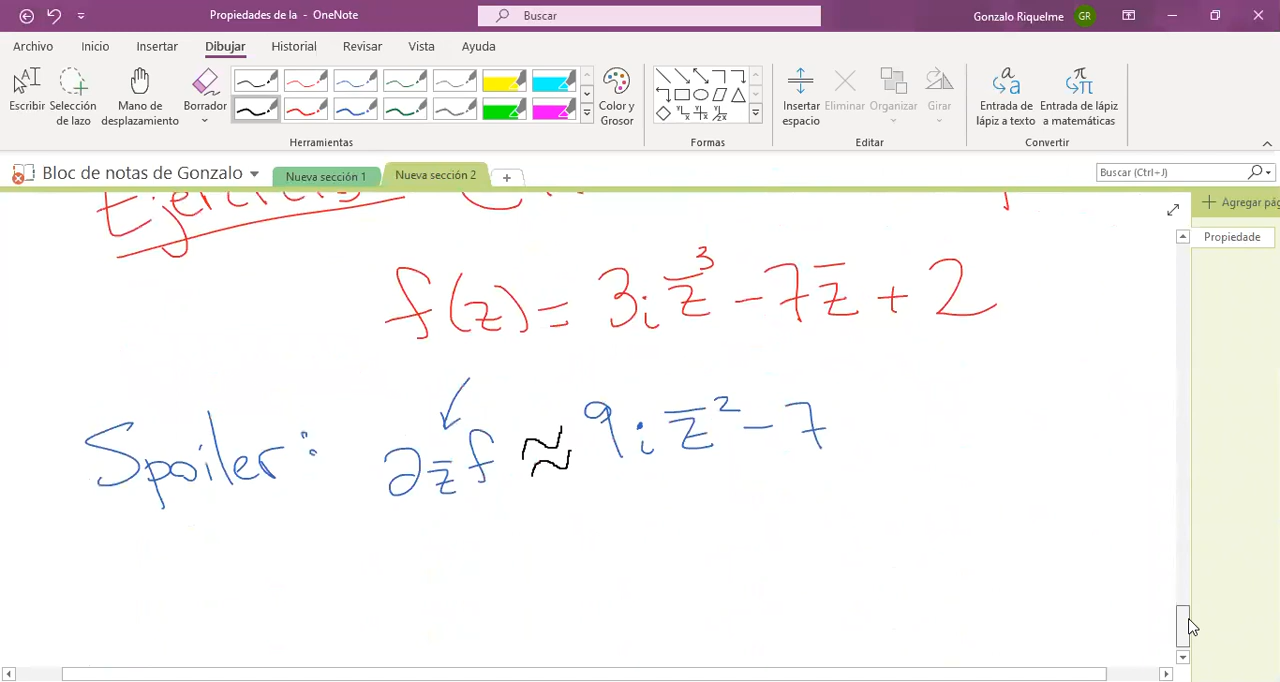 Propiedades de la - OneNote
Buscar
Gonzalo Riquelme
GR
Archivo Inicio Insertar Dibujar Historial Revisar Vista Ayuda
Escribir
Selección de lazo
Mano de desplazamiento
Borrador
Color y Grosor
Insertar espacio
Eliminar
Organizar
Girar
Entrada de lápiz a texto
Entrada de lápiz a matemáticas
Herramientas
Formas
Editar
Convertir
Bloc de notas de Gonzalo
Nueva sección 1
Nueva sección 2
Buscar (Ctrl+J)
Agregar pág
Propiedade
Ejercicio
f(z) = 3i z̅³ - 7z̅ + 2
Spoiler: ∂z̅ f ≈ 9i z̅² - 7